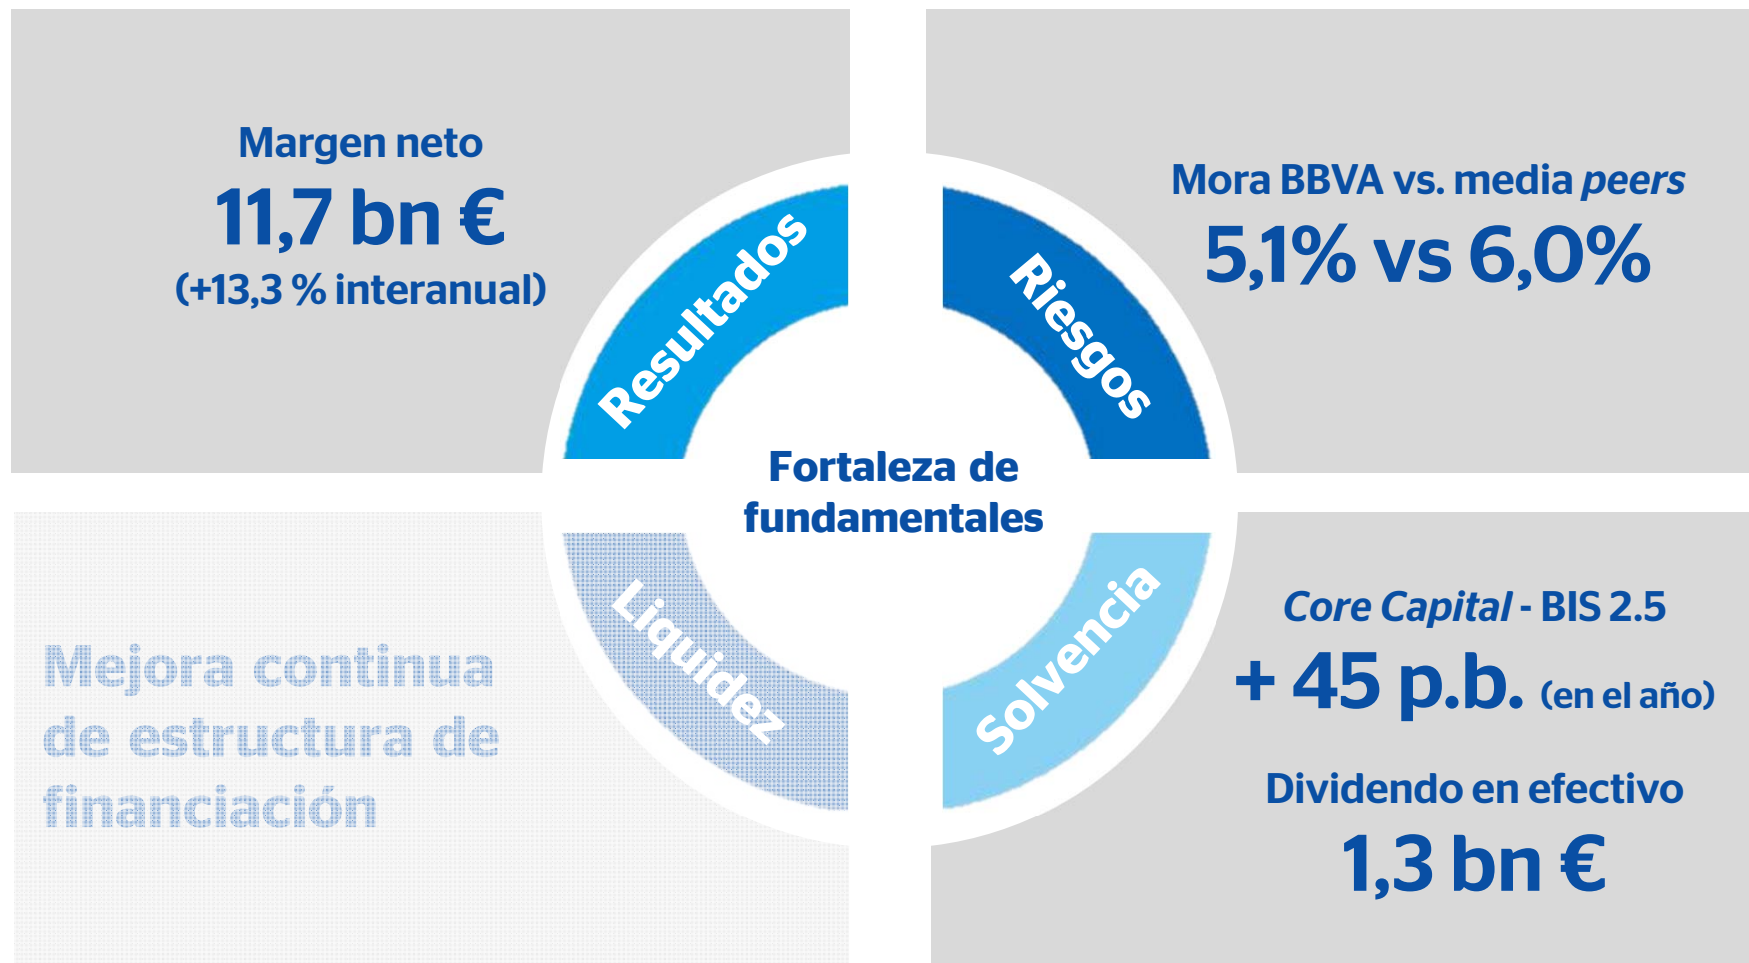 Margen neto
11,7 bn €
(+13,3 % interanual)
Resultados
Mora BBVA vs. media peers
5,1% vs 6,0%
Riesgos
Fortaleza de
fundamentales
Mejora continua
de estructura de
financiación
Liquidez
Core Capital - BIS 2.5
+ 45 p.b. (en el año)
Dividendo en efectivo
1,3 bn €
Solvencia